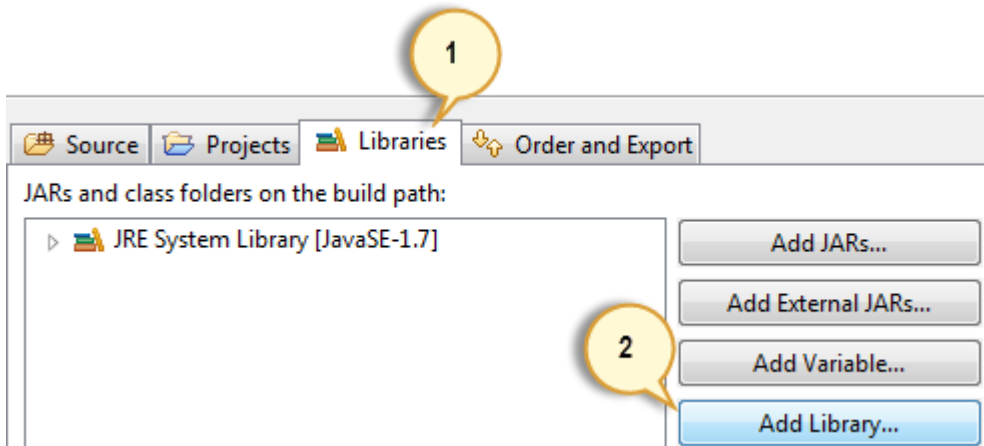 1
Source Projects Libraries Order and Export
JARs and class folders on the build path:
JRE System Library [JavaSE-1.7]
Add JARs...
Add External JARs...
2
Add Variable...
Add Library...